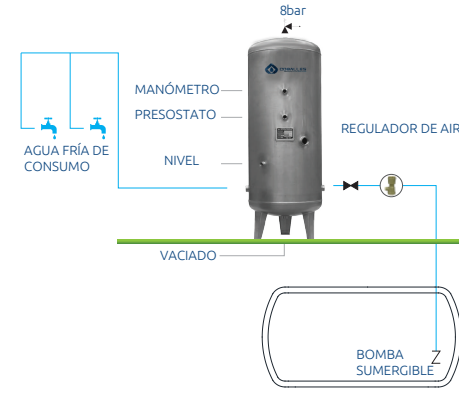 8bar
MANÓMETRO
PRESOSTATO
REGULADOR DE AIR
AGUA FRÍA DE
CONSUMO
NIVEL
VACIADO
BOMBA
SUMERGIBLE